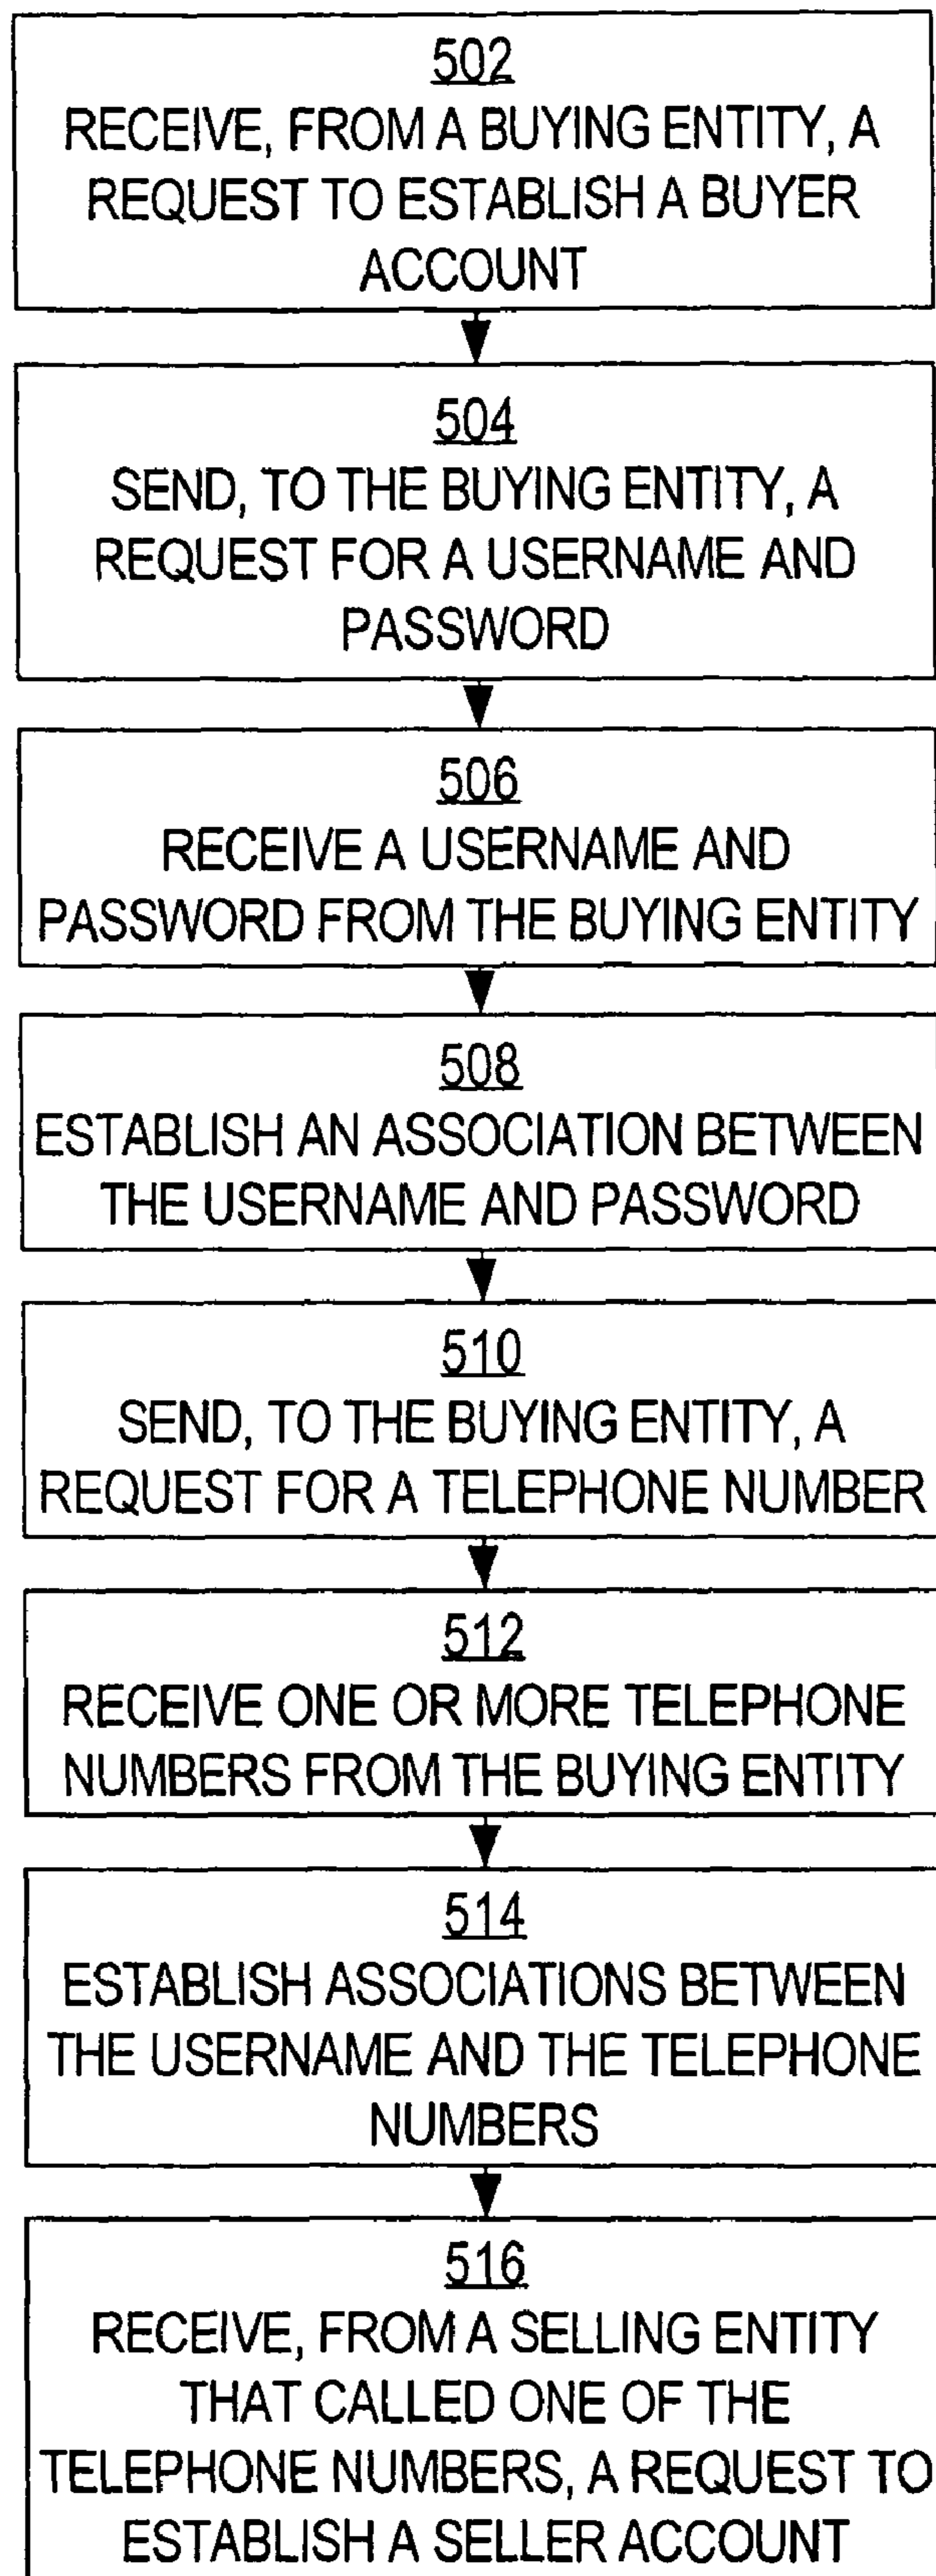 502
RECEIVE, FROM A BUYING ENTITY, A
REQUEST TO ESTABLISH A BUYER
ACCOUNT
504
SEND, TO THE BUYING ENTITY, A
REQUEST FOR A USERNAME AND
PASSWORD
506
RECEIVE A USERNAME AND
PASSWORD FROM THE BUYING ENTITY
508
ESTABLISH AN ASSOCIATION BETWEEN
THE USERNAME AND PASSWORD
510
SEND, TO THE BUYING ENTITY, A
REQUEST FOR A TELEPHONE NUMBER
512
RECEIVE ONE OR MORE TELEPHONE
NUMBERS FROM THE BUYING ENTITY
514
ESTABLISH ASSOCIATIONS BETWEEN
THE USERNAME AND THE TELEPHONE
NUMBERS
516
RECEIVE, FROM A SELLING ENTITY
THAT CALLED ONE OF THE
TELEPHONE NUMBERS, A REQUEST TO
ESTABLISH A SELLER ACCOUNT